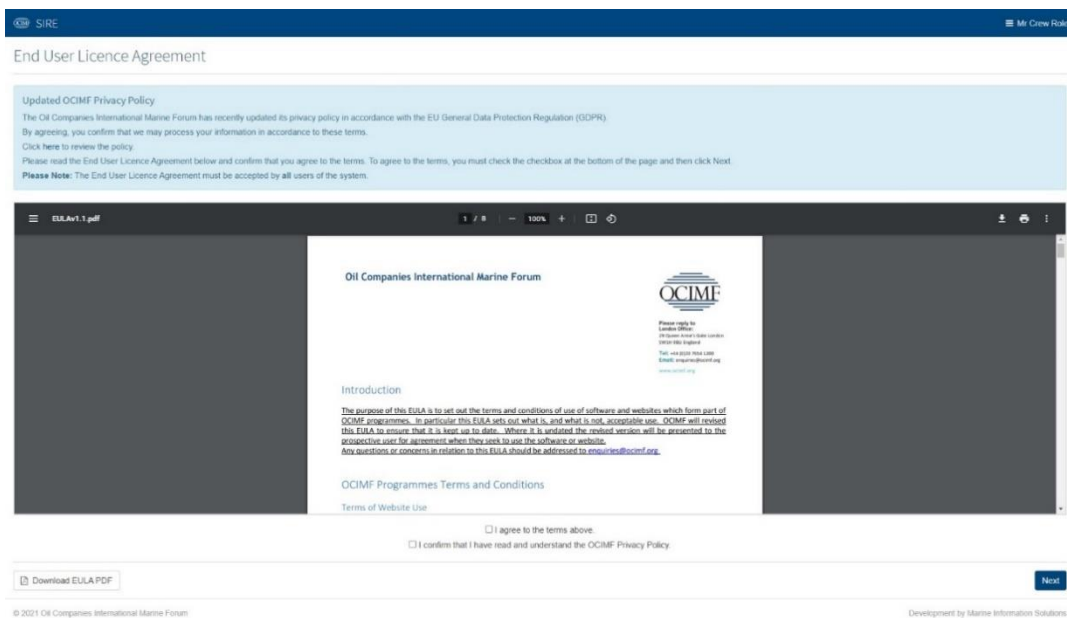 OCIMF SIRE
Mr Crew Role
End User Licence Agreement
Updated OCIMF Privacy Policy
The Oil Companies International Marine Forum has recently updated its privacy policy in accordance with the EU General Data Protection Regulation (GDPR).
By agreeing, you confirm that we may process your information in accordance to these terms.
Click here to review the policy.
Please read the End User Licence Agreement below and confirm that you agree to the terms. To agree to the terms, you must check the checkbox at the bottom of the page and then click Next.
Please Note: The End User Licence Agreement must be accepted by all users of the system.
EULAv1.1.pdf
1 / 8
100%
Oil Companies International Marine Forum
OCIMF
Please reply to
London Office:
29 Queen Anne's Gate London
England
Tel:
Email: enquiries@ocimf.org
www.ocimf.org
Introduction
The purpose of this EULA is to set out the terms and conditions of use of software and websites which form part of
OCIMF programmes. In particular this EULA sets out what is, and what is not, acceptable use. OCIMF will revised
this EULA to ensure that it is kept up to date. Where it is undated the revised version will be presented to the
prospective user for agreement when they seek to use the software or website.
Any questions or concerns in relation to this EULA should be addressed to enquiries@ocimf.org.
OCIMF Programmes Terms and Conditions
Terms of Website Use
I agree to the terms above.
I confirm that I have read and understand the OCIMF Privacy Policy.
Download EULA PDF
Next
© 2021 Oil Companies International Marine Forum
Development by Marine Information Solutions